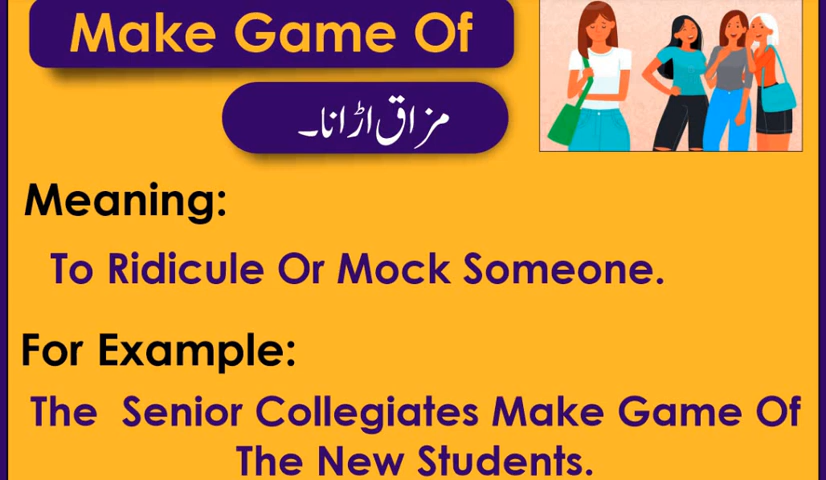 Make Game Of
مزاق اڑانا۔
Meaning:
To Ridicule Or Mock Someone.
For Example:
The Senior Collegiates Make Game Of
The New Students.